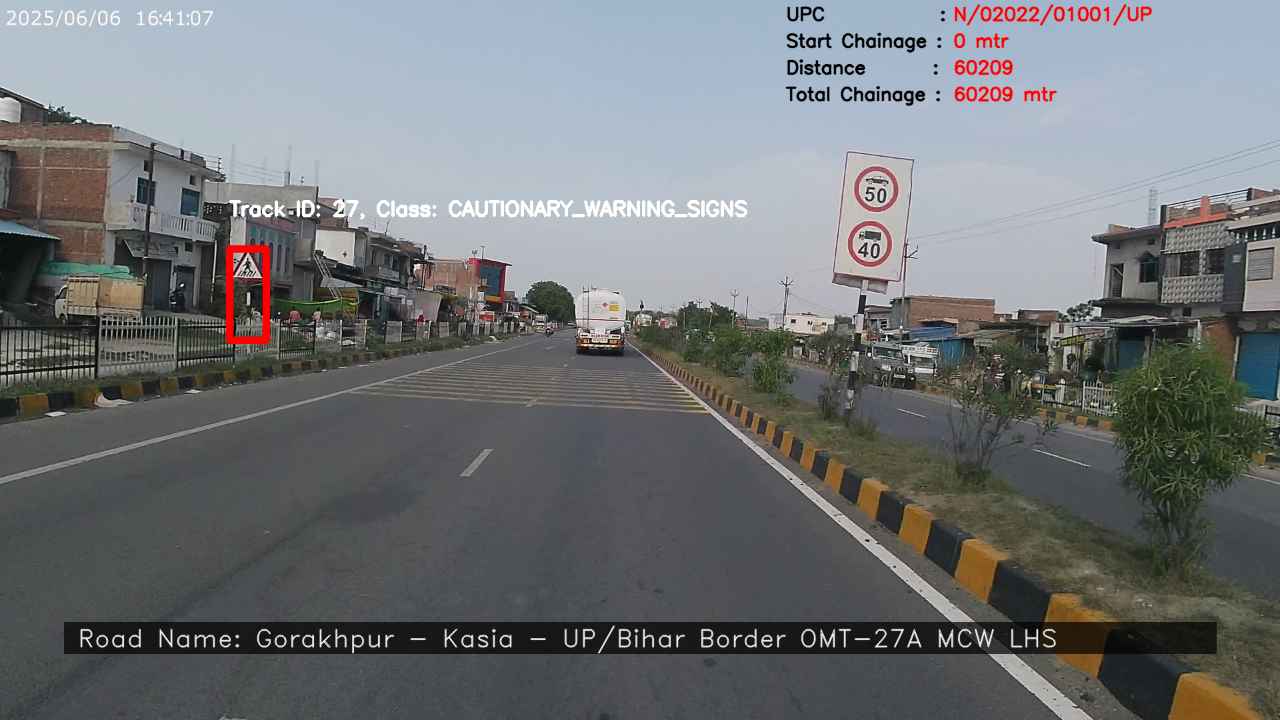 2025/06/06 16:41:07
UPC : N/02022/01001/UP
Start Chainage : 0 mtr
Distance : 60209
Total Chainage : 60209 mtr
50
40
Track ID: 27, Class: CAUTIONARY_WARNING_SIGNS
Road Name: Gorakhpur - Kasia - UP/Bihar Border OMT-27A MCW LHS